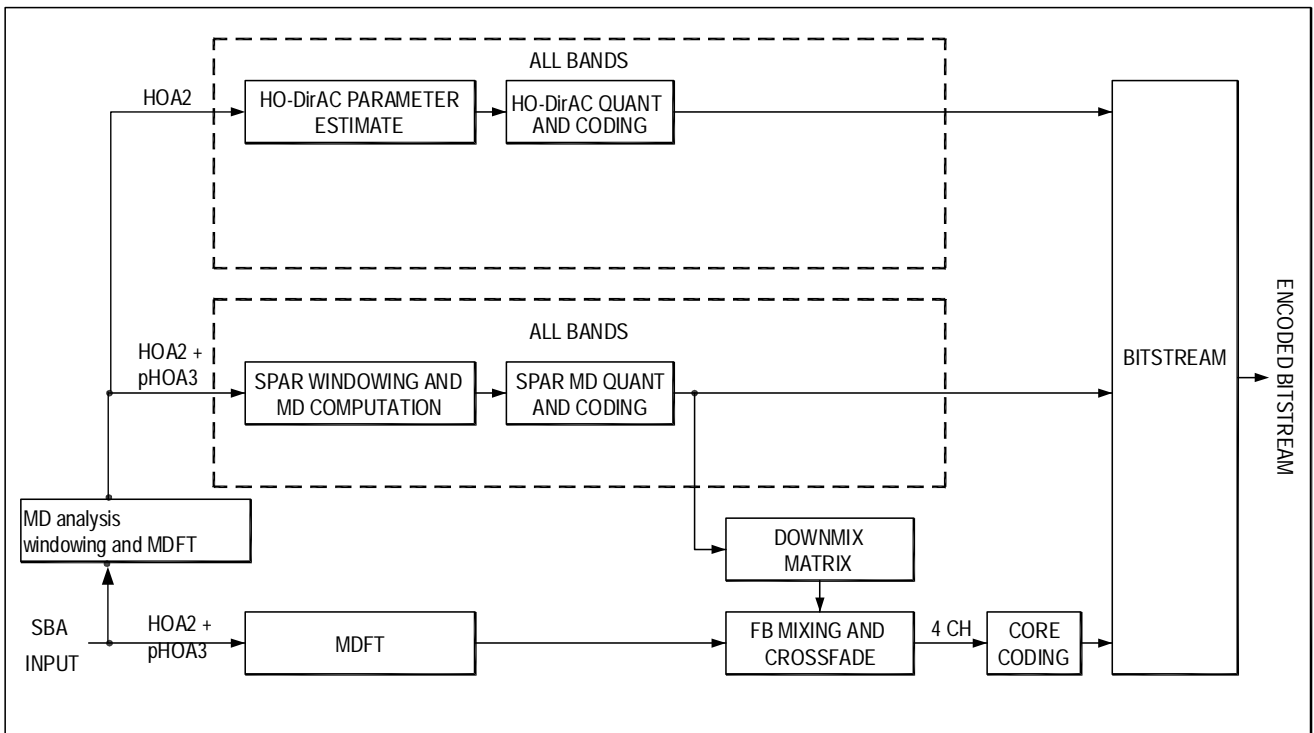 ALL BANDS
HOA2
HO-DirAC PARAMETER
ESTIMATE
HO-DirAC QUANT
AND CODING
ALL BANDS
HOA2 +
pHOA3
SPAR WINDOWING AND
MD COMPUTATION
SPAR MD QUANT
AND CODING
BITSTREAM
ENCODED BITSTREAM
MD analysis
windowing and MDFT
DOWNMIX
MATRIX
SBA
INPUT
HOA2 +
pHOA3
MDFT
FB MIXING AND
CROSSFADE
4 CH
CORE
CODING